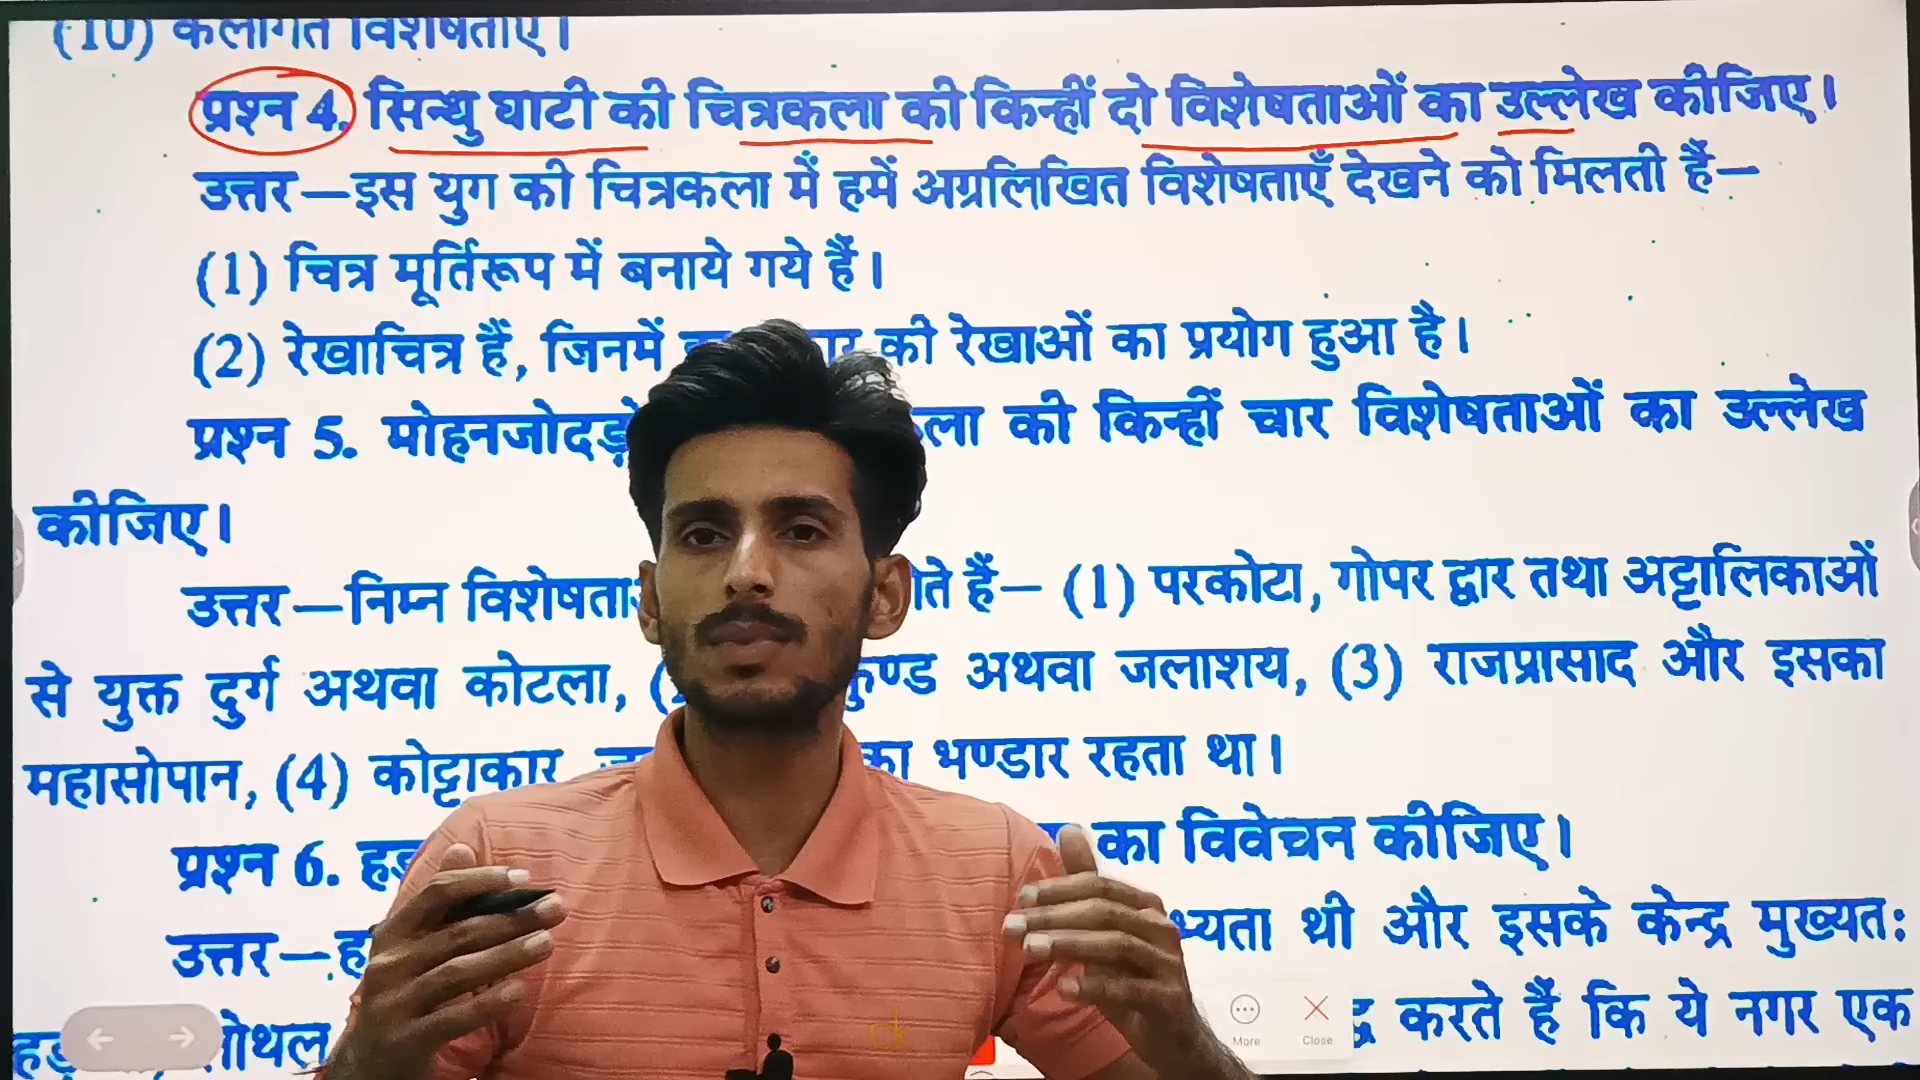 (10) कलागत विशेषताएँ।
प्रश्न 4. सिन्धु घाटी की चित्रकला की किन्हीं दो विशेषताओं का उल्लेख कीजिए।
उत्तर—इस युग की चित्रकला में हमें अग्रलिखित विशेषताएँ देखने को मिलती हैं—
(1) चित्र मूर्तिरूप में बनाये गये हैं।
(2) रेखाचित्र हैं, जिनमें की रेखाओं का प्रयोग हुआ है।
प्रश्न 5. की किन्हीं चार विशेषताओं का उल्लेख
कीजिए।
उत्तर—निम्न हैं— (1) परकोटा, गोपर द्वार तथा अट्टालिकाओं
से युक्त दुर्ग अथवा कोटला, अथवा जलाशय, (3) राजप्रासाद और इसका
महासोपान, (4) कोट्टाकार भण्डार रहता था।
प्रश्न 6. का विवेचन कीजिए।
उत्तर— थी और इसके केन्द्र मुख्यतः
करते हैं कि ये नगर एक
More Close